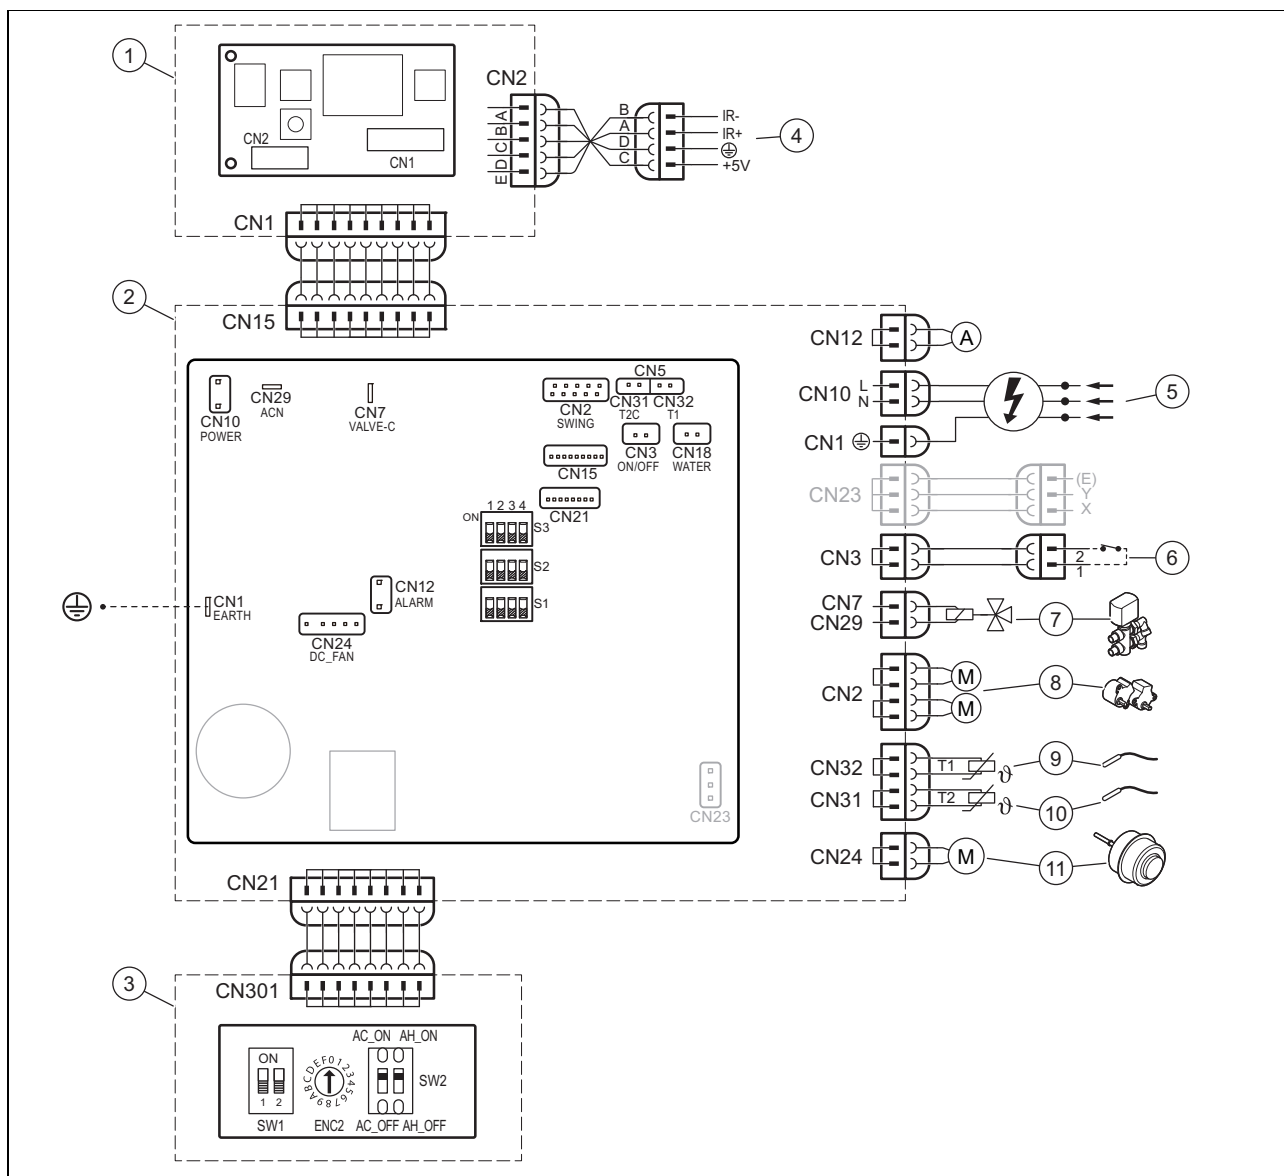 1
CN2
CN1
CN2
A
B
C
D
E
B
A
D
C
IR-
IR+
+5V
4
CN1
2
CN15
CN12
A
CN10
L
N
5
CN1
CN23
(E)
Y
X
CN3
2
1
6
CN7
CN29
7
CN2
M
M
8
CN32
T1
ϑ
9
CN31
T2
ϑ
10
CN24
M
11
CN10
POWER
CN29
ACN
CN7
VALVE-C
CN2
SWING
CN5
CN31
T2C
CN32
T1
CN3
ON/OFF
CN18
WATER
CN15
CN21
1 2 3 4
ON
S3
S2
S1
CN12
ALARM
CN1
EARTH
CN24
DC_FAN
CN23
CN21
3
CN301
ON
1 2
SW1
0123456789ABCDEF
ENC2
AC_ON AH_ON
SW2
AC_OFF AH_OFF